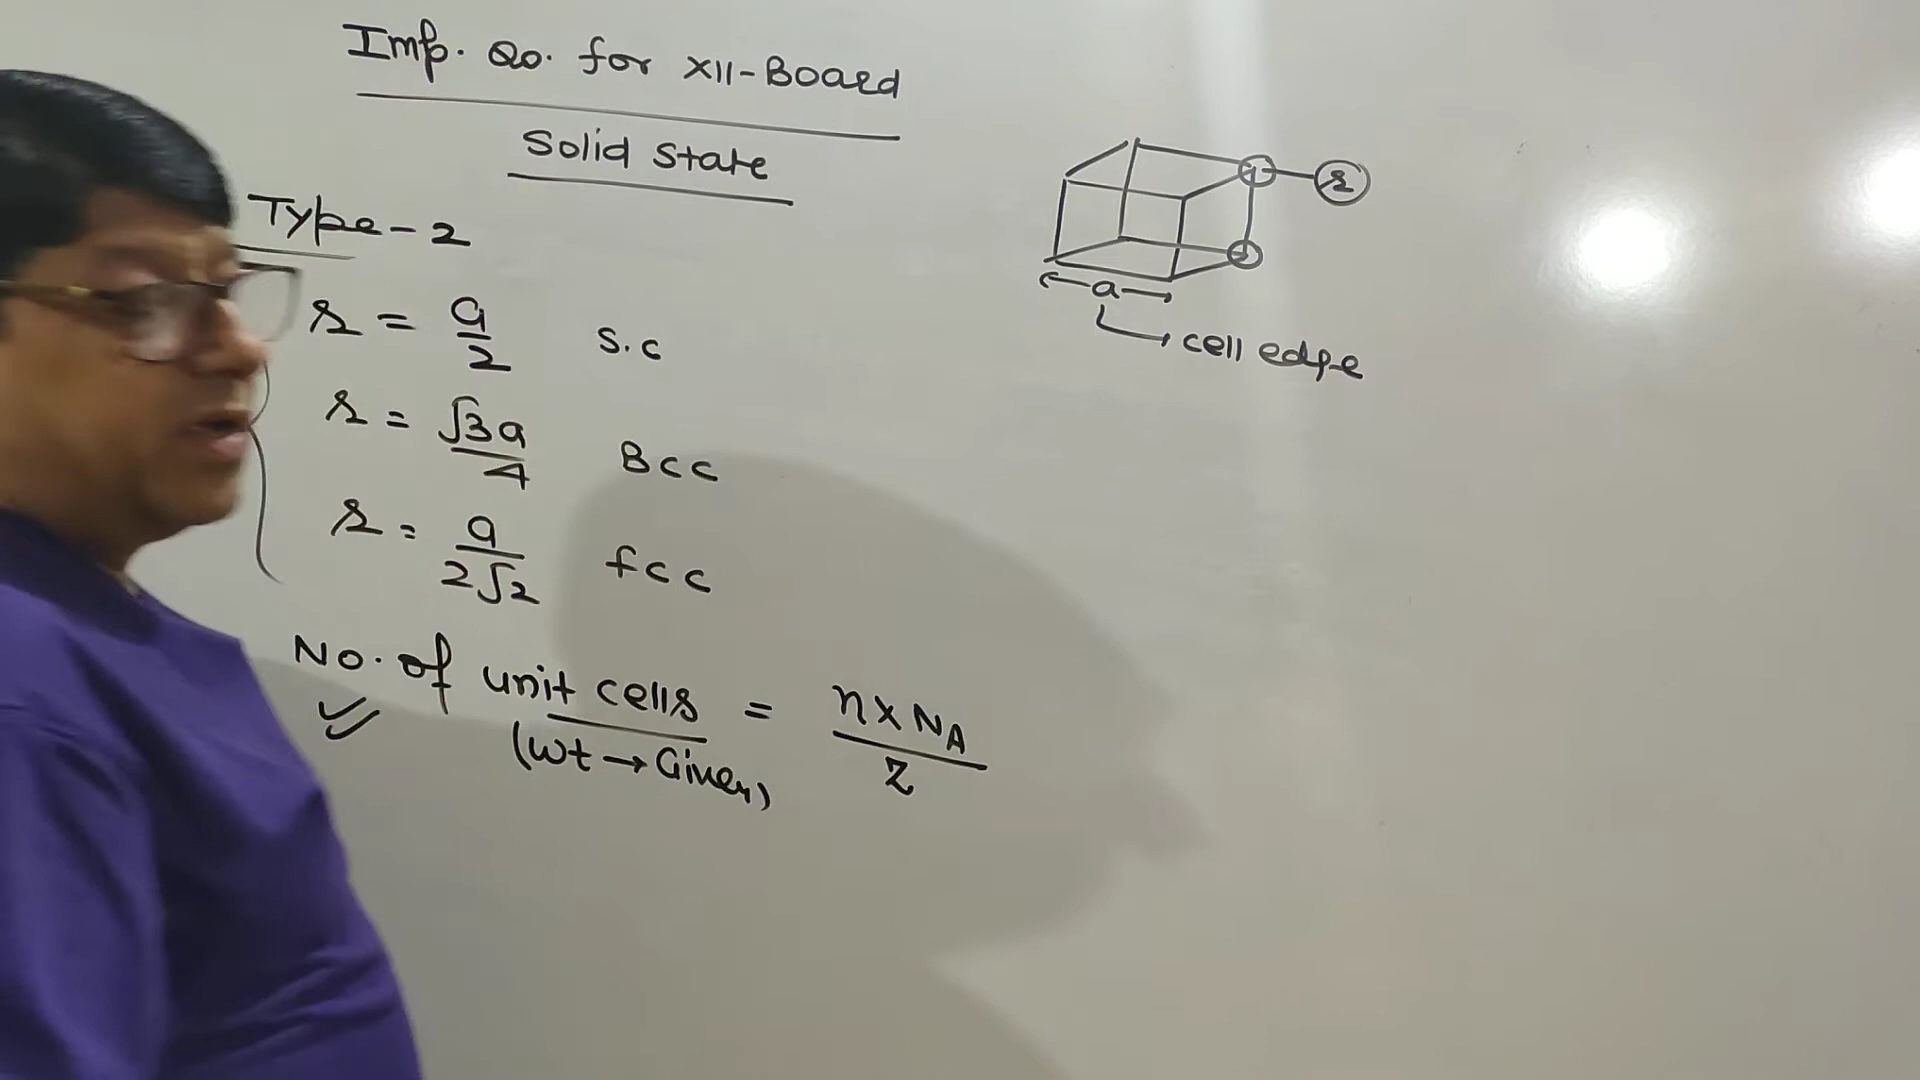 Imp. Qo. for XII-Board
Solid State
Type-2
r = a/2 S.C
r = √3a/4 BCC
r = a/2√2 fcc
No. of unit cells = n x NA / Z
(wt → Given)
r
a
cell edge